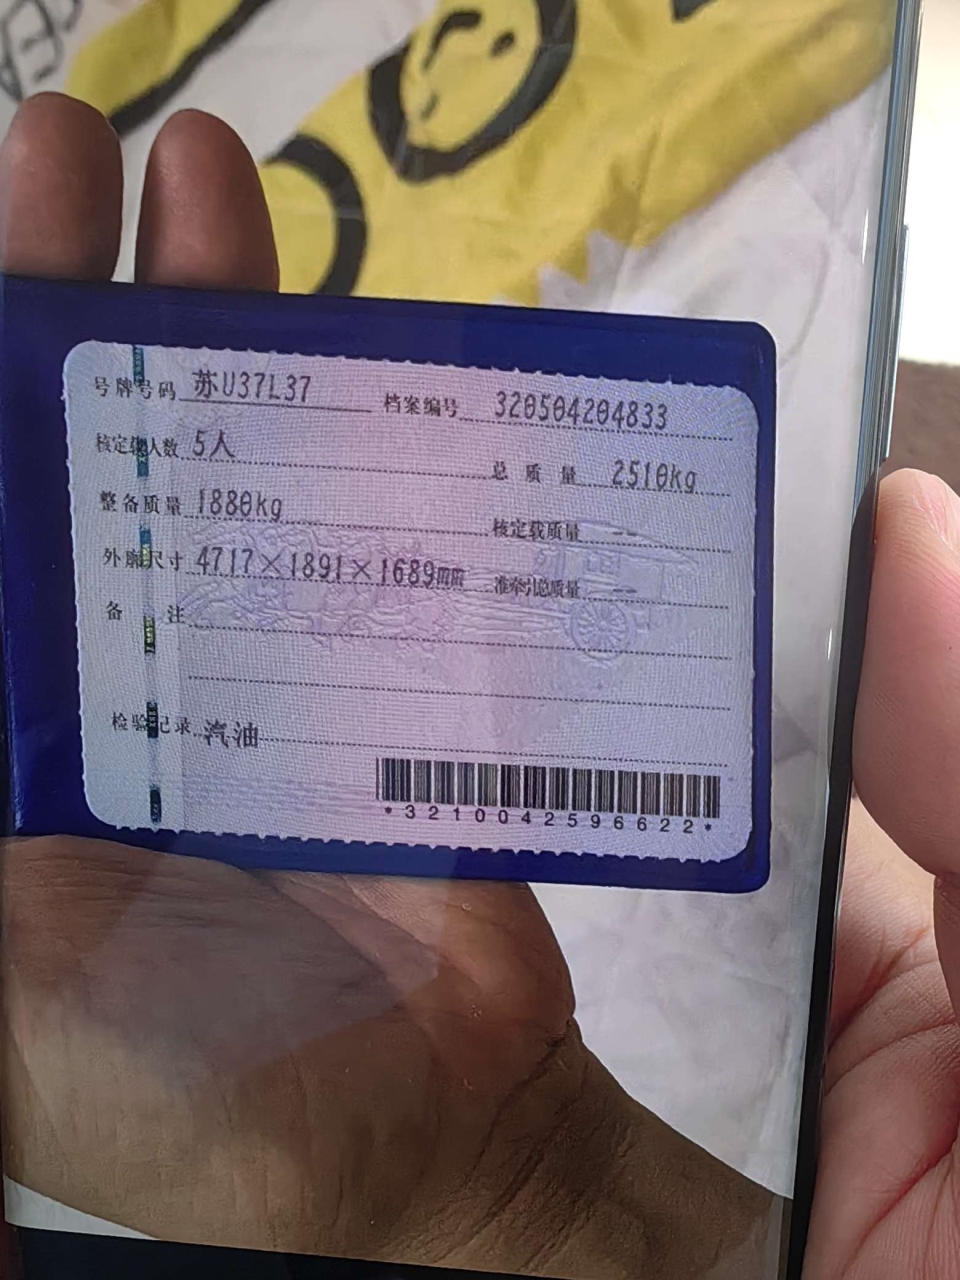 号牌号码 苏U37L37 档案编号 320504204833
核定载人数 5人 总质量 2510kg
整备质量 1880kg 核定载质量 --
外廓尺寸 4717×1891×1689mm 准牵引总质量 --
备注
检验记录 汽油
*3210042596622*